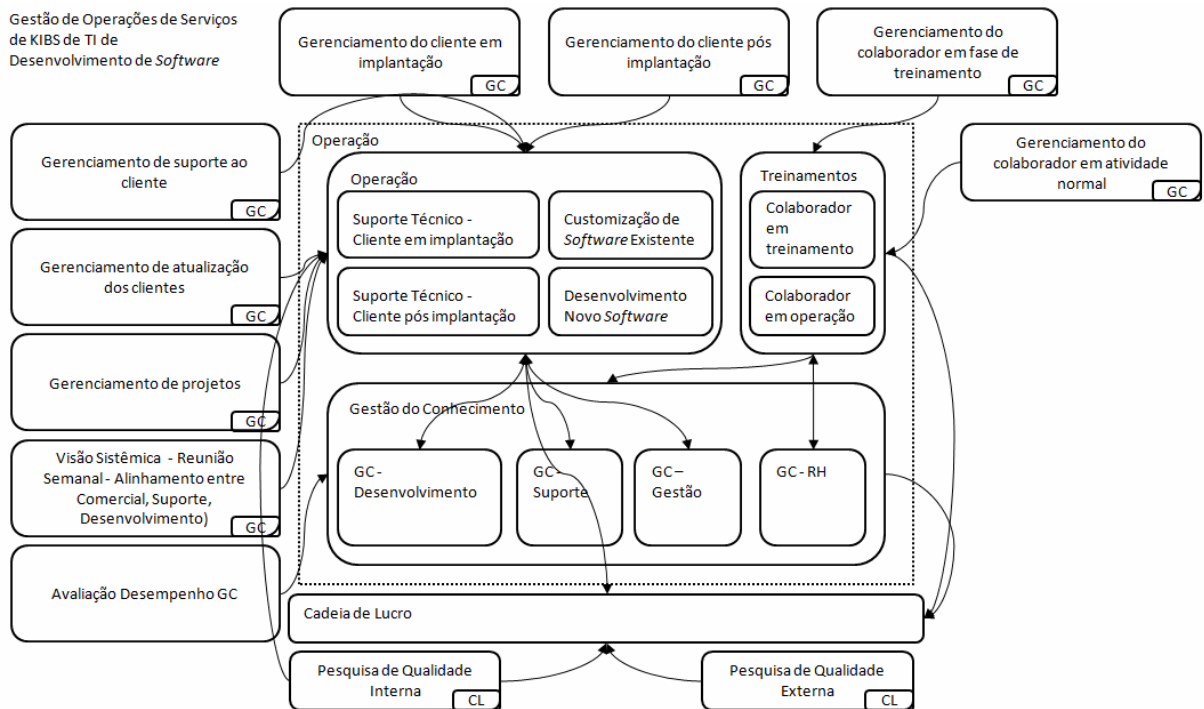 Gestão de Operações de Serviços
de KIBS de TI de
Desenvolvimento de Software
Gerenciamento do cliente em
implantação
GC
Gerenciamento do cliente pós
implantação
GC
Gerenciamento do
colaborador em fase de
treinamento
GC
Gerenciamento de suporte ao
cliente
GC
Gerenciamento do
colaborador em atividade
normal
GC
Operação
Operação
Suporte Técnico -
Cliente em implantação
Customização de
Software Existente
Suporte Técnico -
Cliente pós implantação
Desenvolvimento
Novo Software
Treinamentos
Colaborador
em
treinamento
Colaborador
em operação
Gerenciamento de atualização
dos clientes
GC
Gerenciamento de projetos
GC
Visão Sistêmica - Reunião
Semanal - Alinhamento entre
Comercial, Suporte,
Desenvolvimento)
GC
Avaliação Desempenho GC
Gestão do Conhecimento
GC -
Desenvolvimento
GC -
Suporte
GC –
Gestão
GC - RH
Cadeia de Lucro
Pesquisa de Qualidade
Interna
CL
Pesquisa de Qualidade
Externa
CL